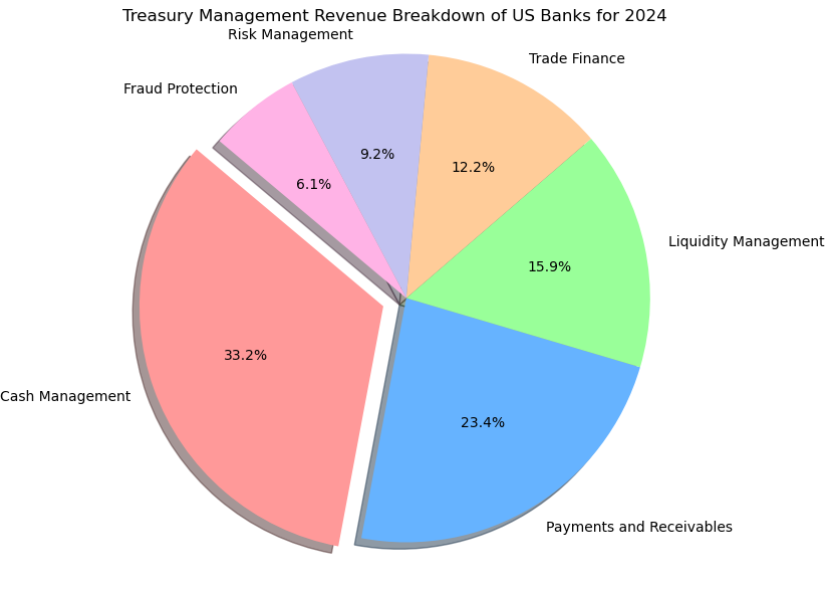 Treasury Management Revenue Breakdown of US Banks for 2024
Risk Management
Trade Finance
Fraud Protection
9.2%
12.2%
6.1%
Liquidity Management
15.9%
33.2%
Cash Management
23.4%
Payments and Receivables